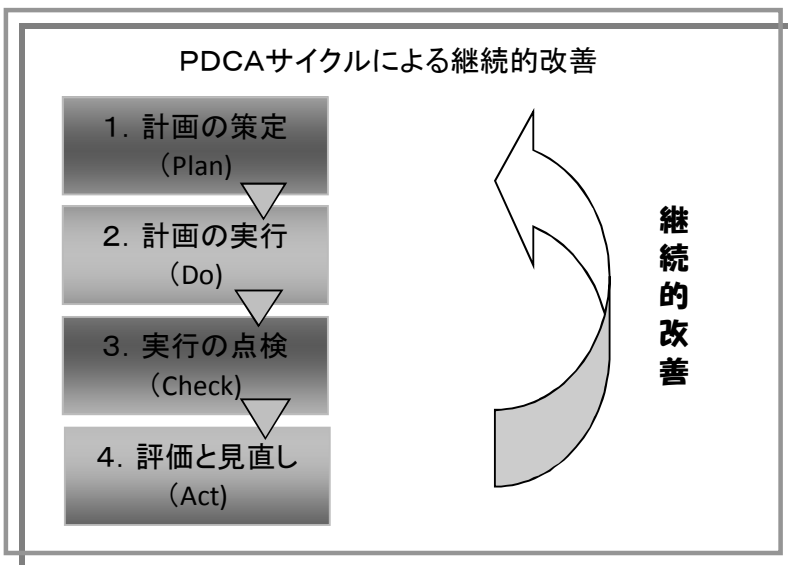 PDCAサイクルによる継続的改善
1．計画の策定
（Plan)
2．計画の実行
（Do)
3．実行の点検
（Check)
4．評価と見直し
（Act)
継続的改善